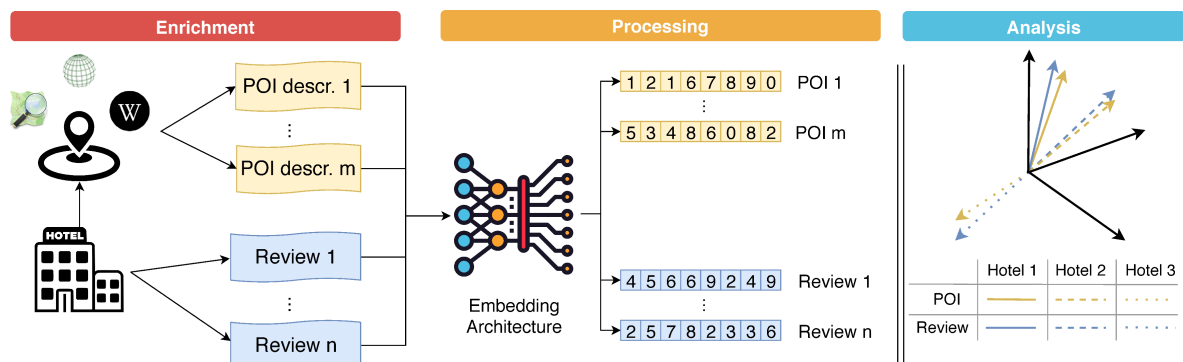 Enrichment
Processing
Analysis
W
POI descr. 1
⋮
POI descr. m
HOTEL
Review 1
⋮
Review n
Embedding
Architecture
1 2 1 6 7 8 9 0 POI 1
⋮
5 3 4 8 6 0 8 2 POI m
4 5 6 6 9 2 4 9 Review 1
⋮
2 5 7 8 2 3 3 6 Review n
Hotel 1 Hotel 2 Hotel 3
POI
Review